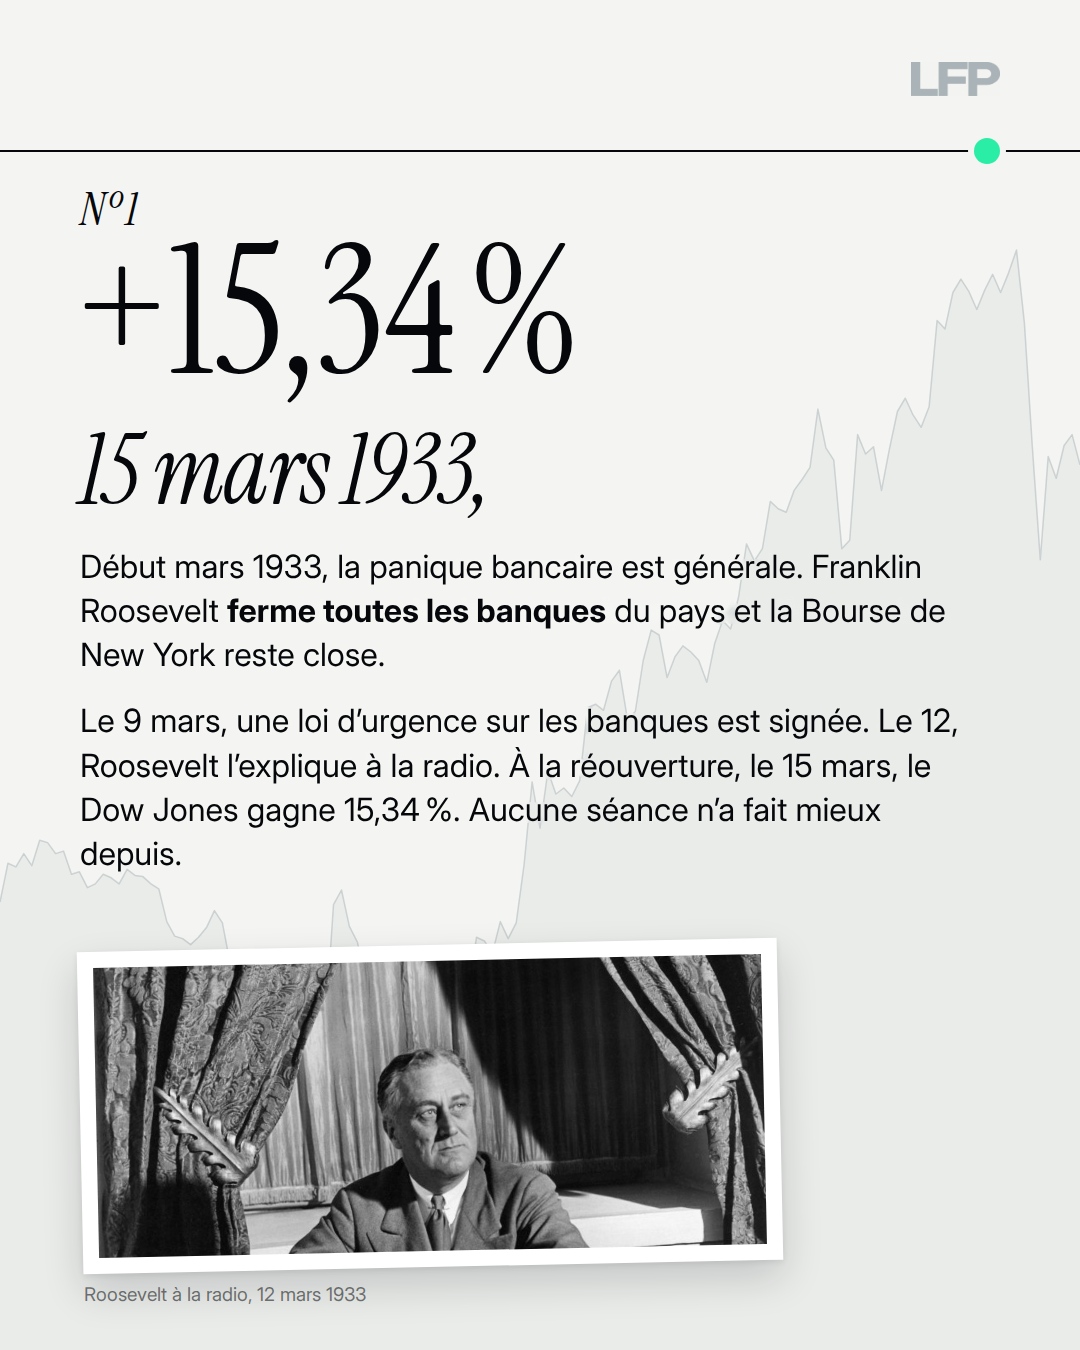 LFP
Nº1
+15,34 %
15 mars 1933,
Début mars 1933, la panique bancaire est générale. Franklin
Roosevelt ferme toutes les banques du pays et la Bourse de
New York reste close.
Le 9 mars, une loi d’urgence sur les banques est signée. Le 12,
Roosevelt l’explique à la radio. À la réouverture, le 15 mars, le
Dow Jones gagne 15,34 %. Aucune séance n’a fait mieux
depuis.
Roosevelt à la radio, 12 mars 1933